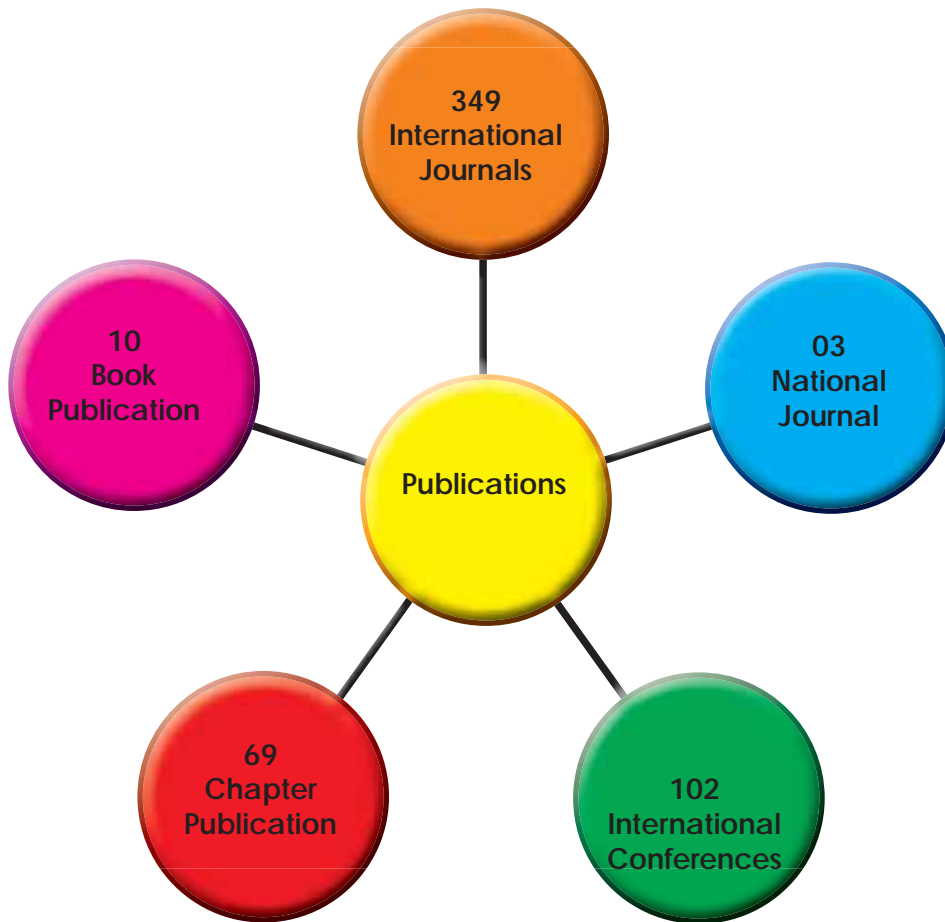 349
International
Journals
10
Book
Publication
03
National
Journal
Publications
69
Chapter
Publication
102
International
Conferences